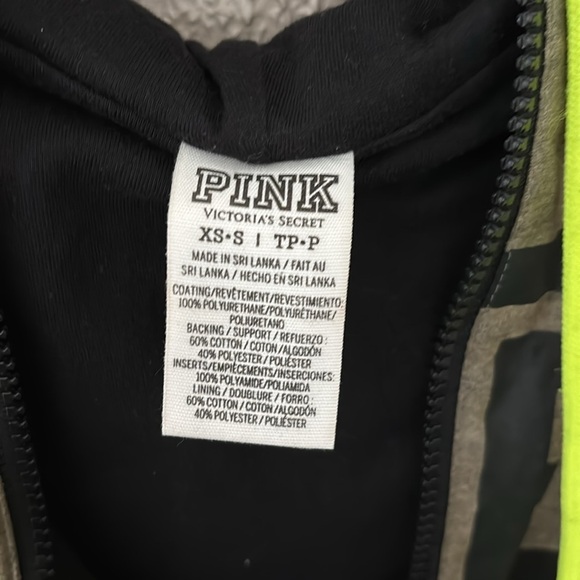 PINK
VICTORIA'S SECRET
XS•S | TP•P
MADE IN SRI LANKA / FAIT AU
SRI LANKA / HECHO EN SRI LANKA
COATING/REVÊTEMENT/REVESTIMIENTO:
100% POLYURETHANE/POLYURÉTHANE/
POLIURETANO
BACKING / SUPPORT / REFUERZO :
60% COTTON / COTON / ALGODÓN
40% POLYESTER / POLIÉSTER
INSERTS/EMPIÈCEMENTS/INSERCIONES:
100% POLYAMIDE/POLIAMIDA
LINING / DOUBLURE / FORRO :
60% COTTON / COTON / ALGODÓN
40% POLYESTER / POLIÉSTER